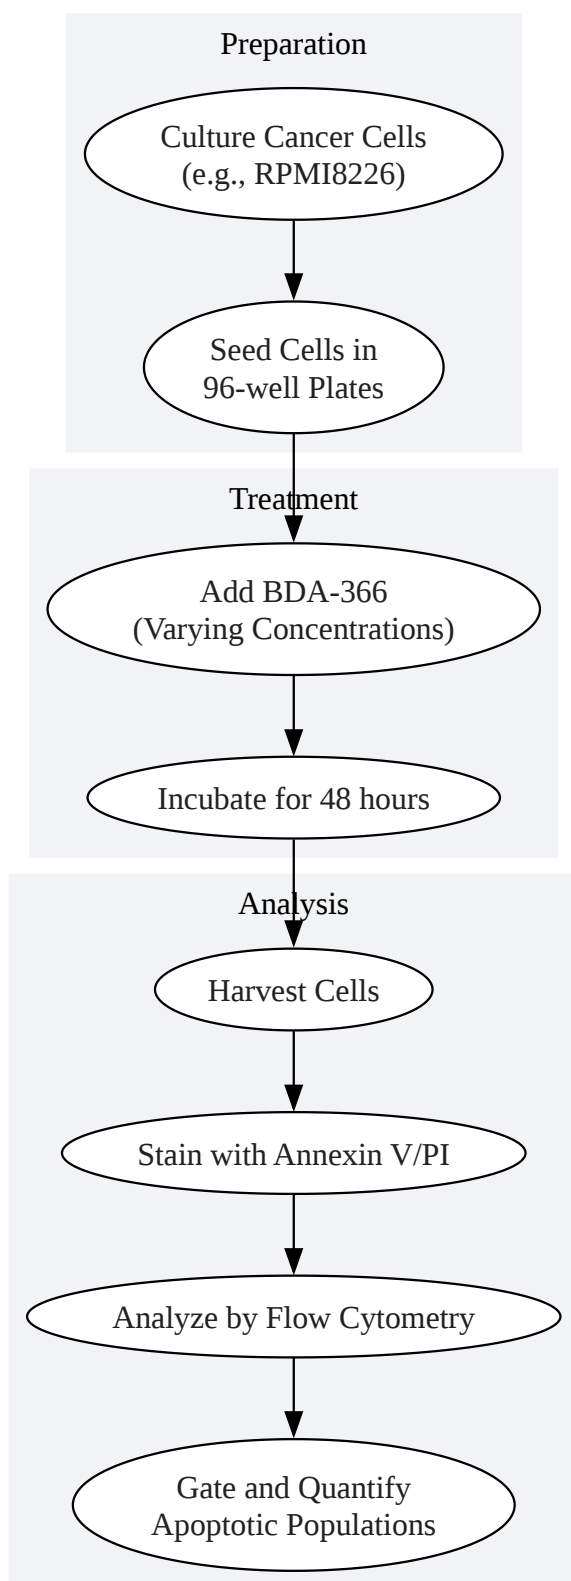 Preparation
Culture Cancer Cells
(e.g., RPMI8226)
Seed Cells in
96-well Plates
Treatment
Add BDA-366
(Varying Concentrations)
Incubate for 48 hours
Analysis
Harvest Cells
Stain with Annexin V/PI
Analyze by Flow Cytometry
Gate and Quantify
Apoptotic Populations